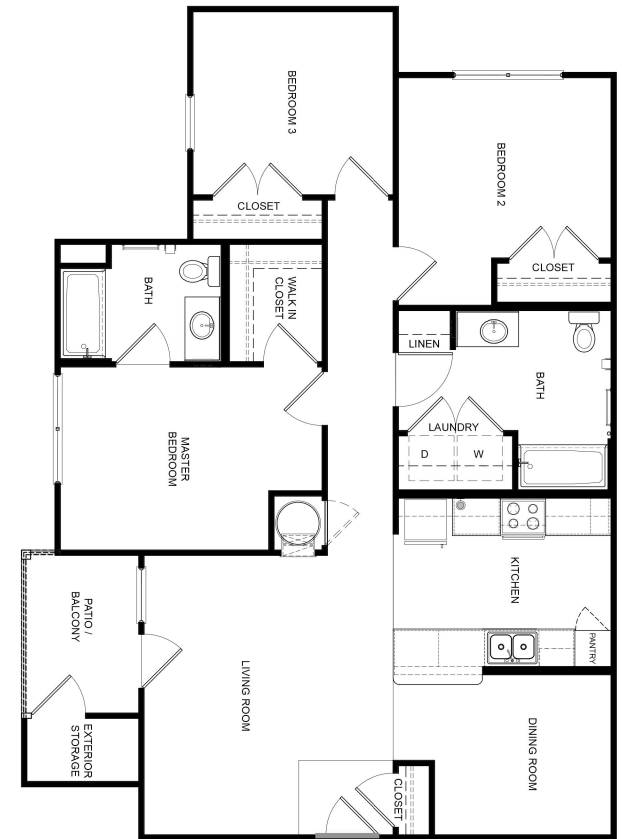 BEDROOM 3
BEDROOM 2
CLOSET
CLOSET
BATH
WALK IN
CLOSET
LINEN
BATH
LAUNDRY
D
W
MASTER
BEDROOM
KITCHEN
PATIO /
BALCONY
PANTRY
LIVING ROOM
DINING ROOM
EXTERIOR
STORAGE
CLOSET